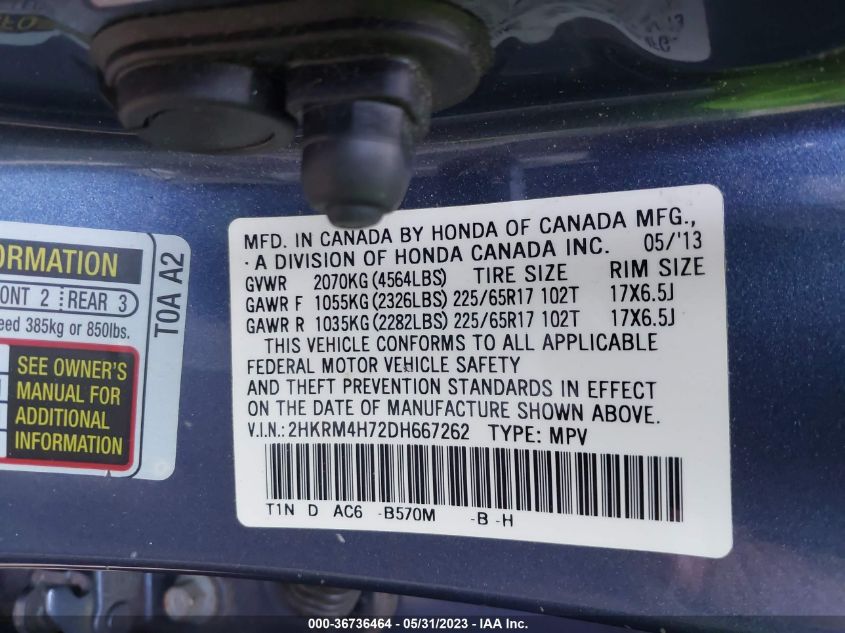 MFD. IN CANADA BY HONDA OF CANADA MFG.,
· A DIVISION OF HONDA CANADA INC. 05/'13
GVWR 2070KG (4564LBS) TIRE SIZE RIM SIZE
GAWR F 1055KG (2326LBS) 225/65R17 102T 17X6.5J
GAWR R 1035KG (2282LBS) 225/65R17 102T 17X6.5J
THIS VEHICLE CONFORMS TO ALL APPLICABLE
FEDERAL MOTOR VEHICLE SAFETY
AND THEFT PREVENTION STANDARDS IN EFFECT
ON THE DATE OF MANUFACTURE SHOWN ABOVE.
V.I.N.: 2HKRM4H72DH667262 TYPE: MPV
T1N D AC6 -B570M -B -H
ORMATION
ONT 2 REAR 3
eed 385kg or 850lbs.
SEE OWNER'S
MANUAL FOR
ADDITIONAL
INFORMATION
T0A A2
000-36736464 - 05/31/2023 - IAA Inc.